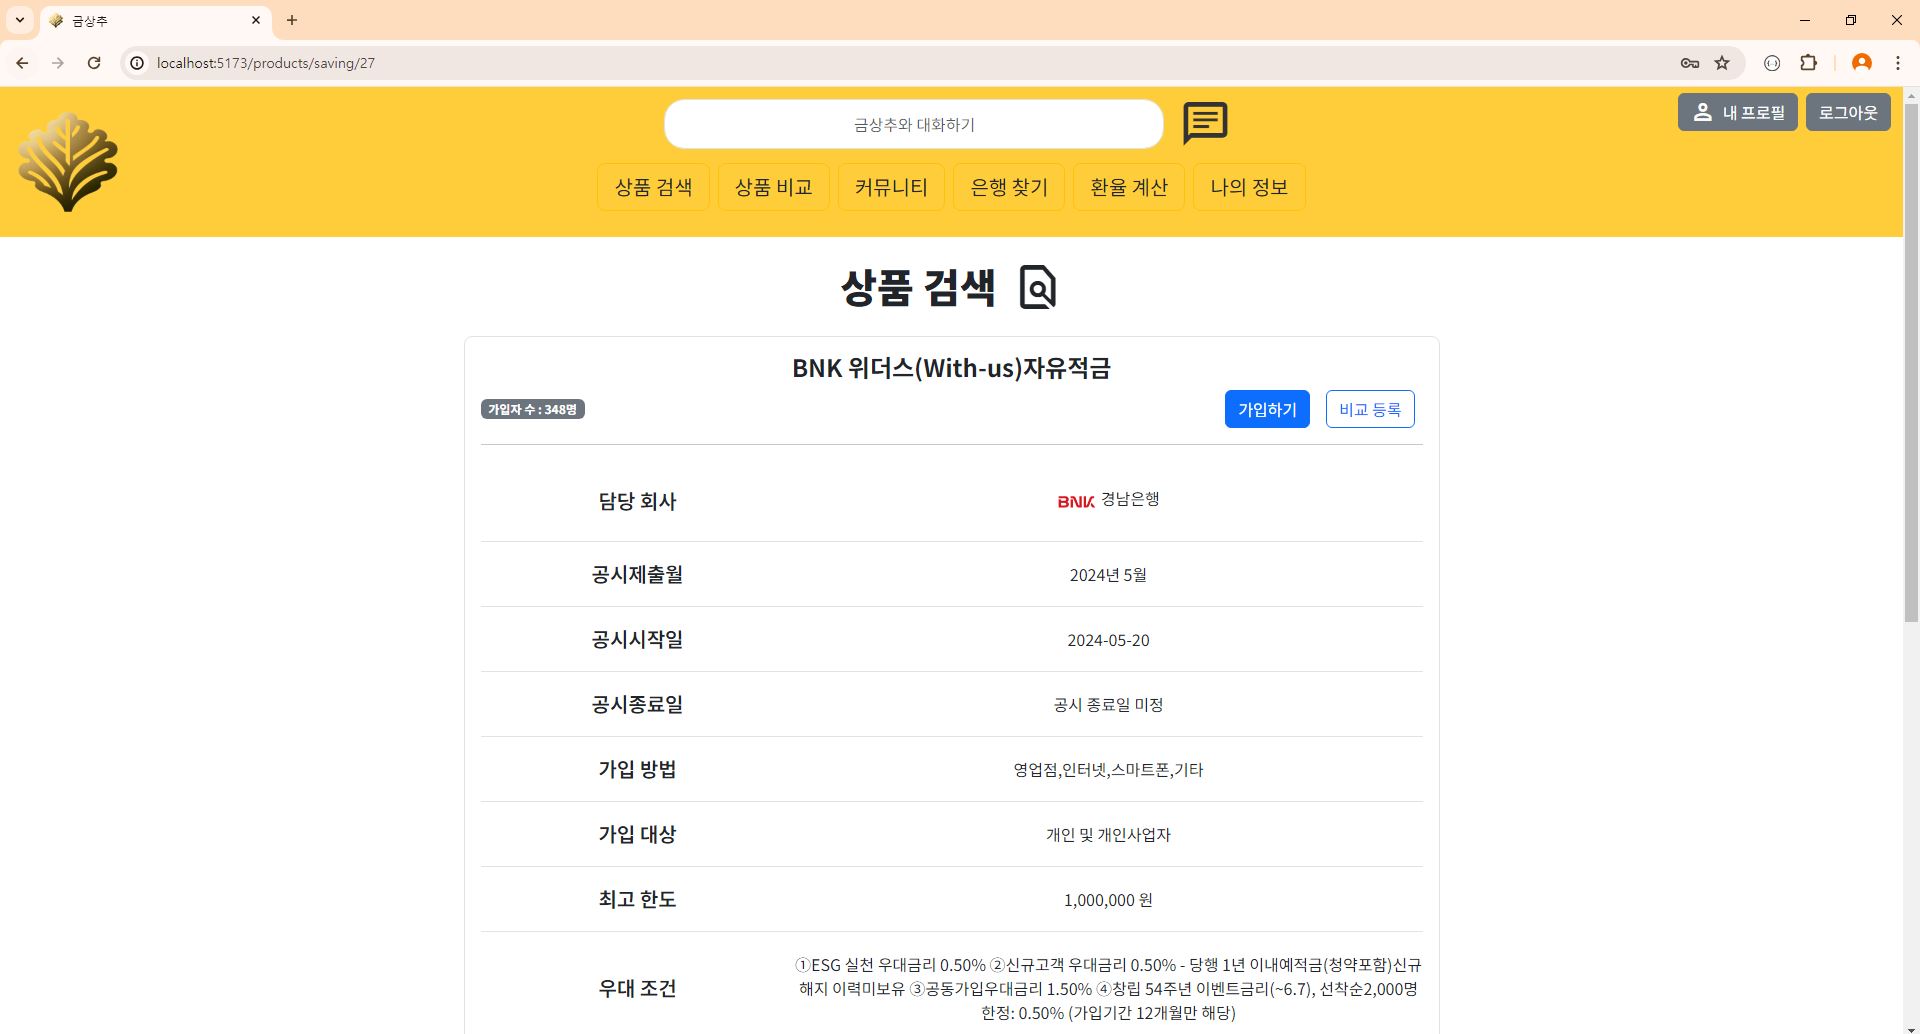 금상추
localhost:5173/products/saving/27
금상추와 대화하기
내 프로필
로그아웃
상품 검색
상품 비교
커뮤니티
은행 찾기
환율 계산
나의 정보
상품 검색
BNK 위더스(With-us)자유적금
가입자 수 : 348명
가입하기
비교 등록
담당 회사
BNK 경남은행
공시제출월
2024년 5월
공시시작일
2024-05-20
공시종료일
공시 종료일 미정
가입 방법
영업점,인터넷,스마트폰,기타
가입 대상
개인 및 개인사업자
최고 한도
1,000,000 원
우대 조건
①ESG 실천 우대금리 0.50% ②신규고객 우대금리 0.50% - 당행 1년 이내예적금(청약포함)신규
해지 이력미보유 ③공동가입우대금리 1.50% ④창립 54주년 이벤트금리(~6.7), 선착순2,000명
한정: 0.50% (가입기간 12개월만 해당)